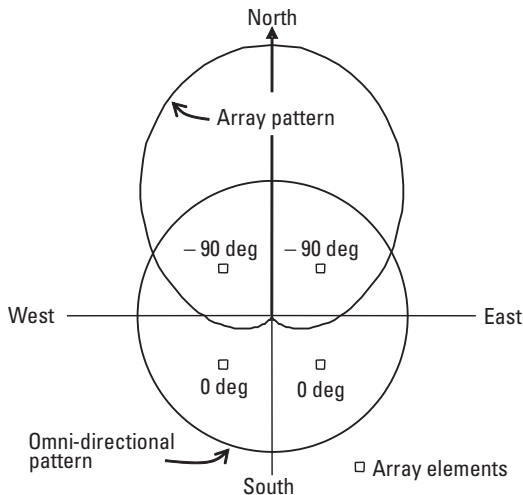 North
Array pattern
– 90 deg
– 90 deg
West
East
0 deg
0 deg
Omni-directional
pattern
Array elements
South